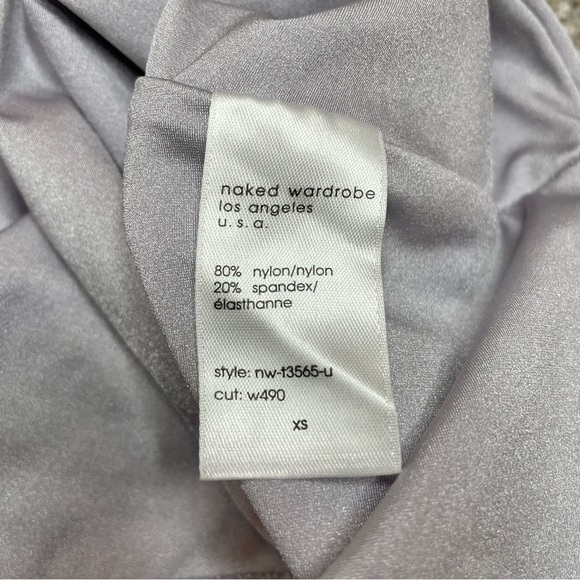 naked wardrobe
los angeles
u.s.a.
80% nylon/nylon
20% spandex/
élasthanne
style: nw-t3565-u
cut: w490
xs